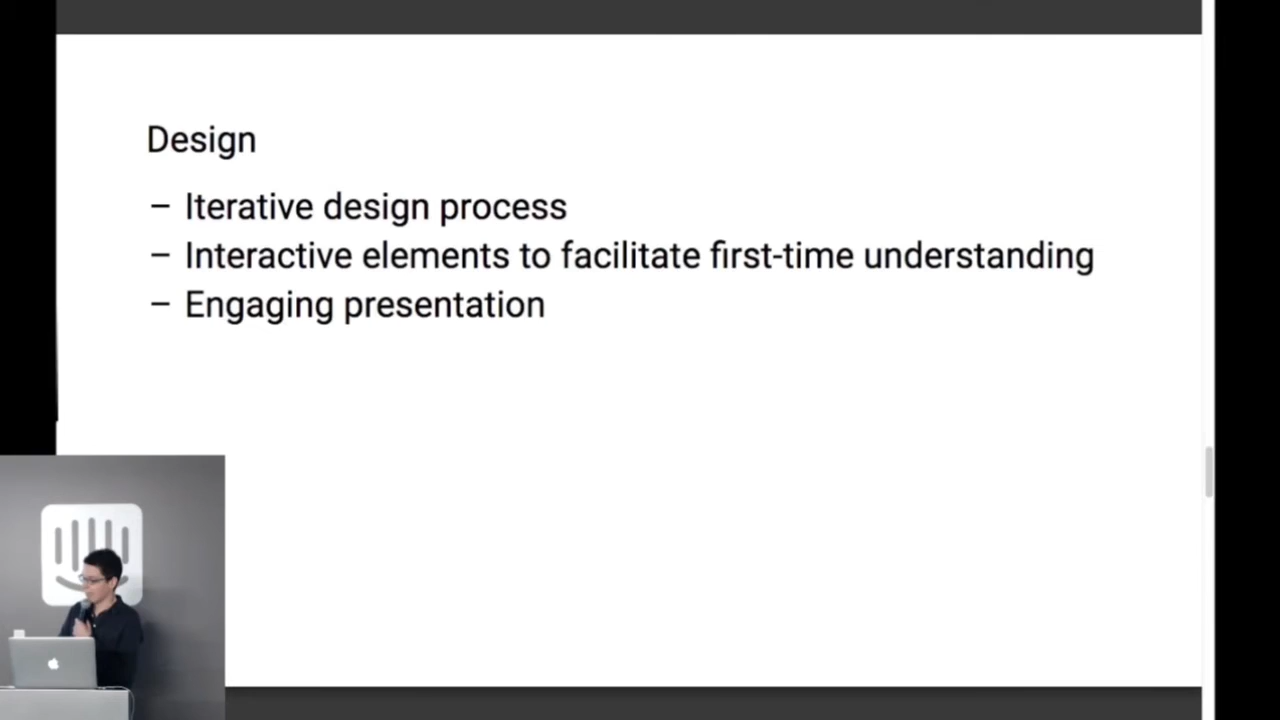 Design
– Iterative design process
– Interactive elements to facilitate first-time understanding
– Engaging presentation